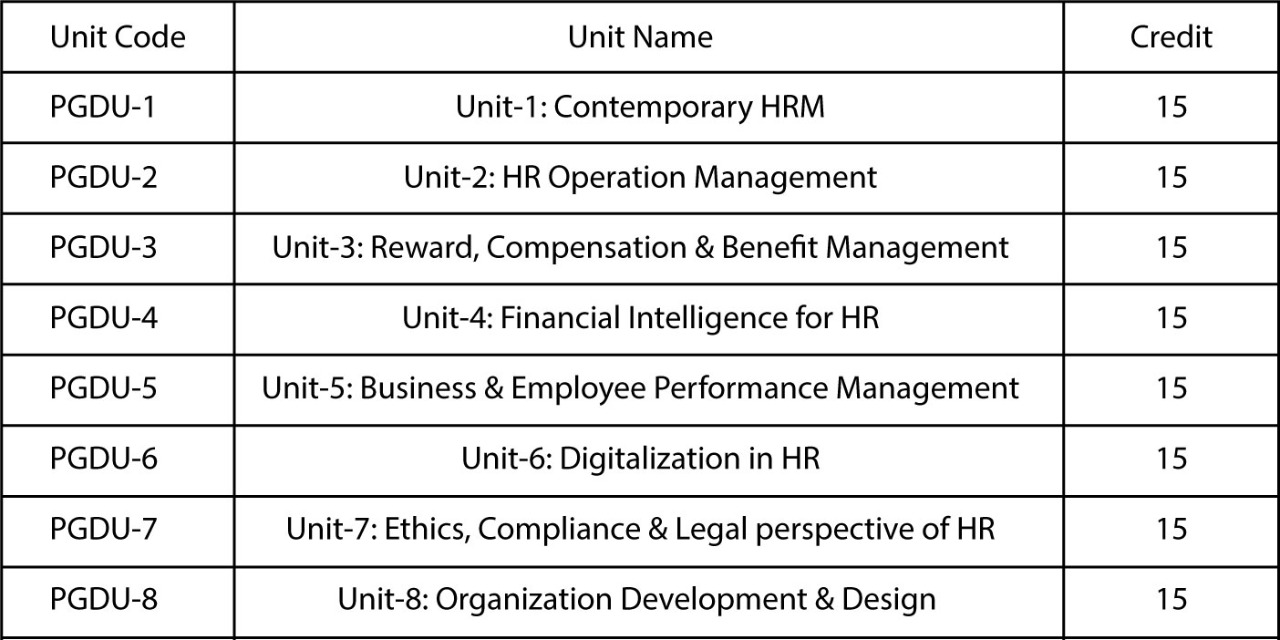 Unit Code Unit Name Credit
PGDU-1 Unit-1: Contemporary HRM 15
PGDU-2 Unit-2: HR Operation Management 15
PGDU-3 Unit-3: Reward, Compensation & Benefit Management 15
PGDU-4 Unit-4: Financial Intelligence for HR 15
PGDU-5 Unit-5: Business & Employee Performance Management 15
PGDU-6 Unit-6: Digitalization in HR 15
PGDU-7 Unit-7: Ethics, Compliance & Legal perspective of HR 15
PGDU-8 Unit-8: Organization Development & Design 15